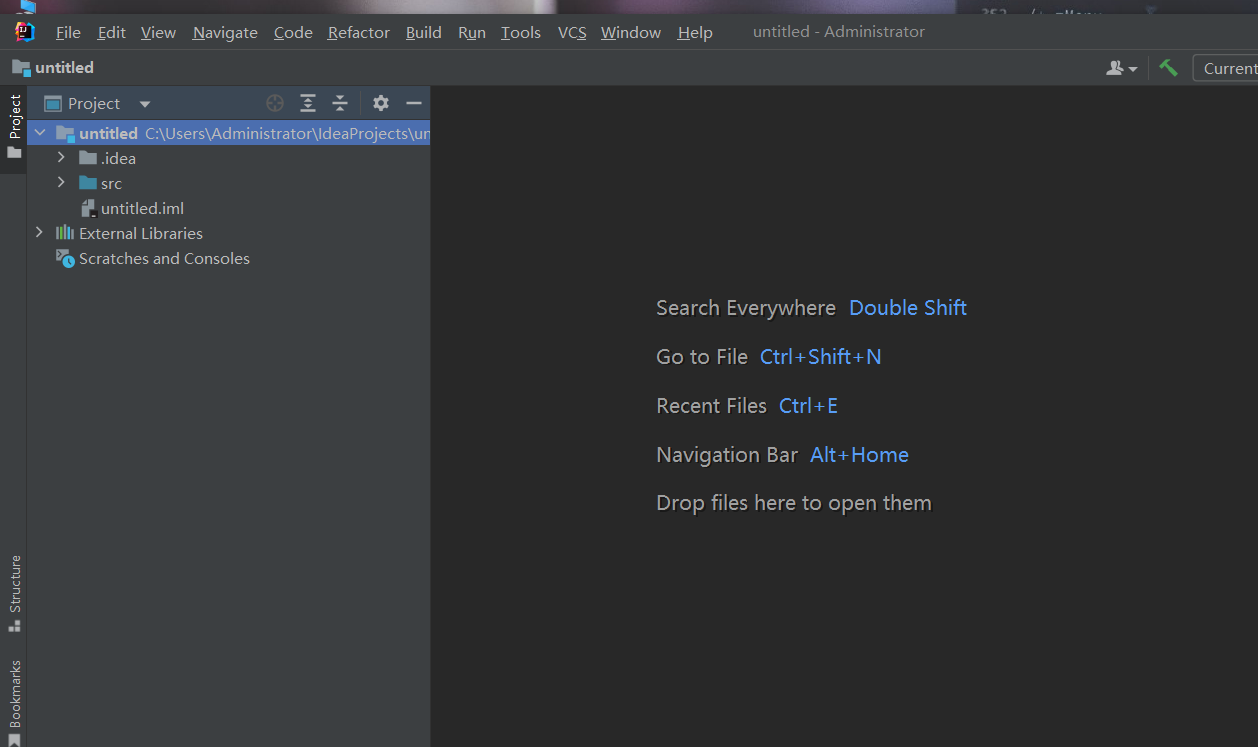 File Edit View Navigate Code Refactor Build Run Tools VCS Window Help untitled - Administrator
untitled
Current
Project
Project
untitled C:\Users\Administrator\IdeaProjects\un
.idea
src
untitled.iml
External Libraries
Scratches and Consoles
Search Everywhere Double Shift
Go to File Ctrl+Shift+N
Recent Files Ctrl+E
Navigation Bar Alt+Home
Drop files here to open them
Structure
Bookmarks